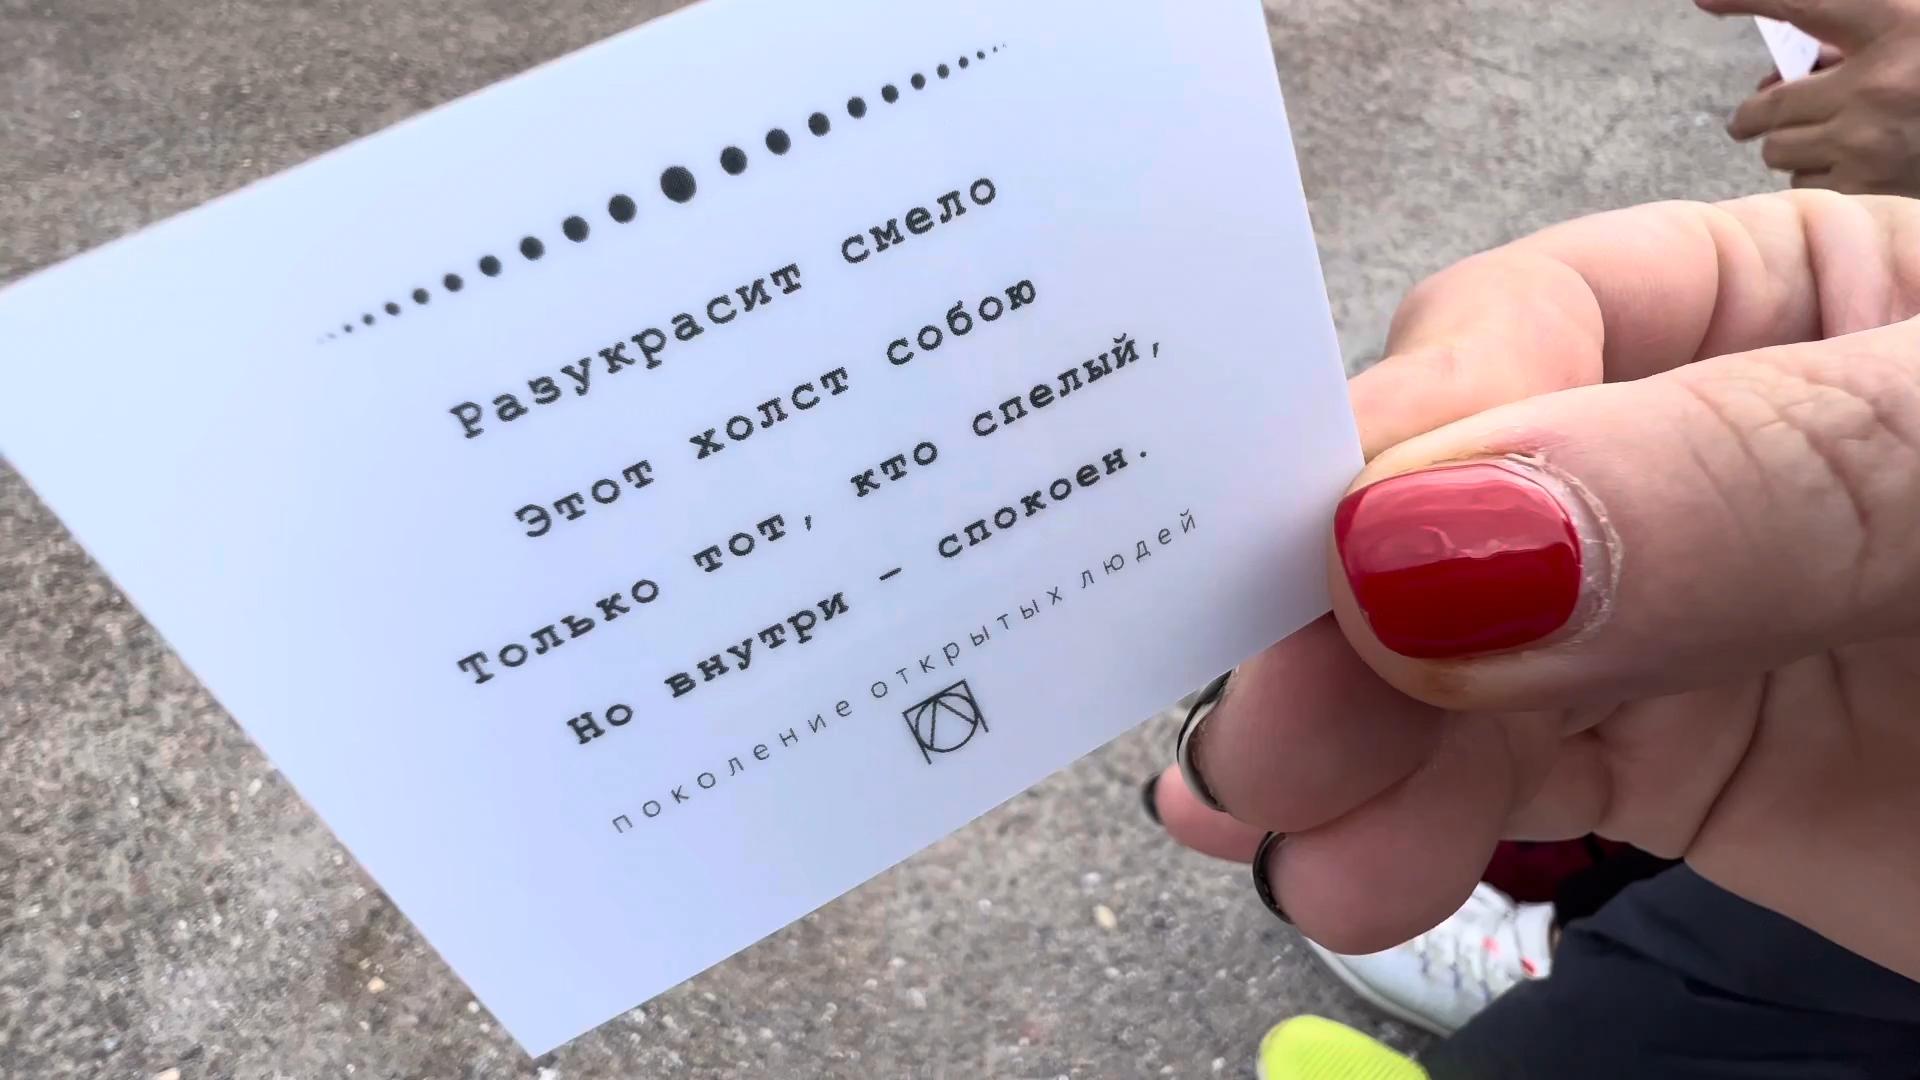 Разукрасит смело
Этот холст собою
Только тот, кто спелый,
Но внутри – спокоен.
поколение открытых людей